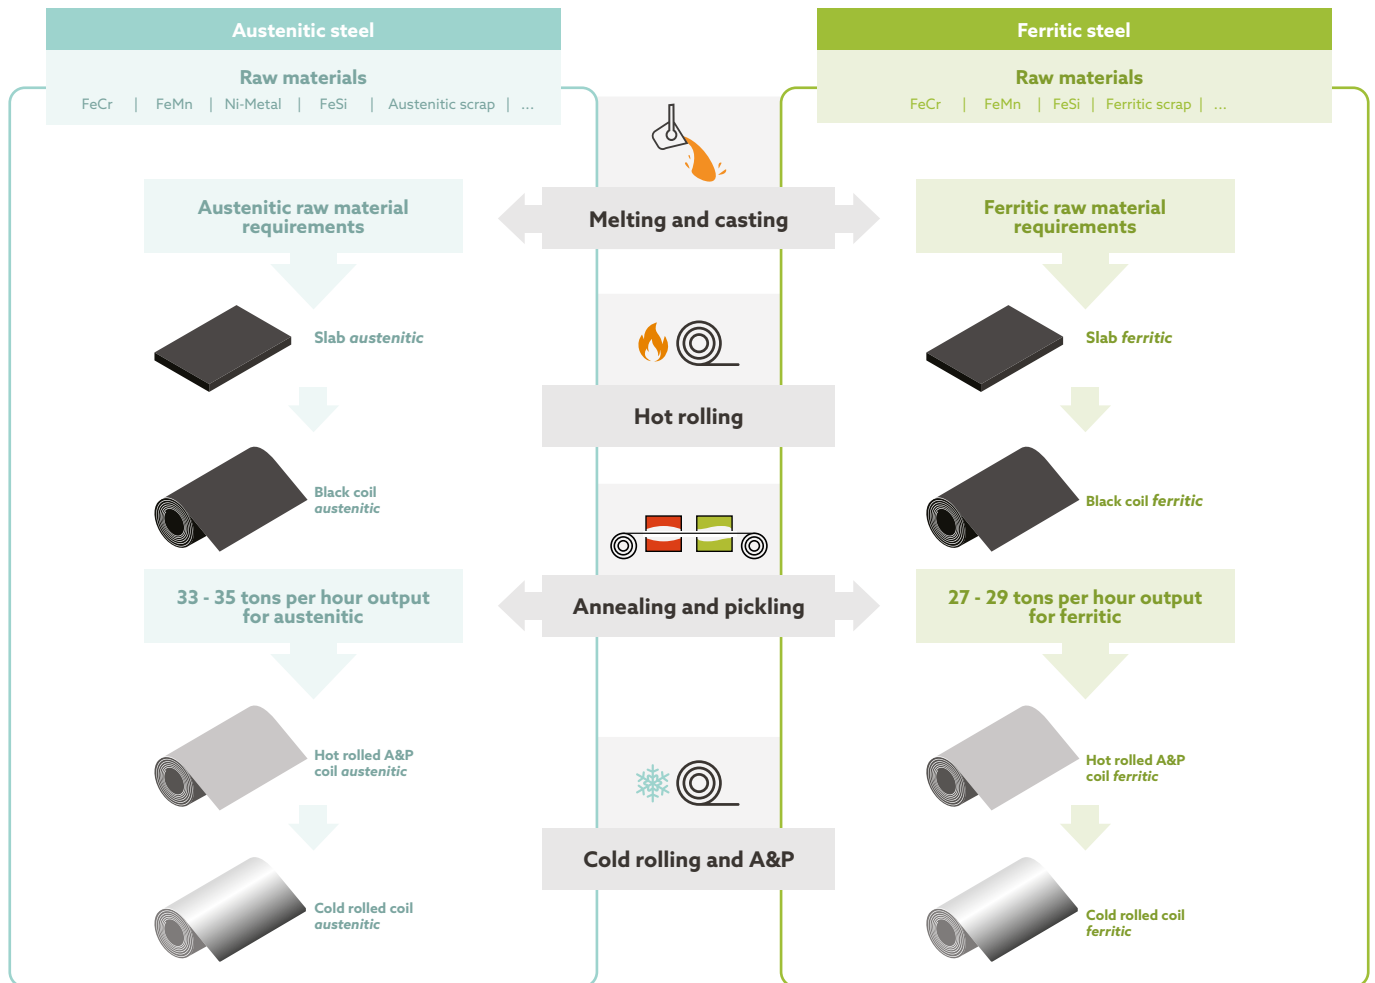 Austenitic steel
Raw materials
FeCr | FeMn | Ni-Metal | FeSi | Austenitic scrap | ...
Ferritic steel
Raw materials
FeCr | FeMn | FeSi | Ferritic scrap | ...
Austenitic raw material
requirements
Melting and casting
Ferritic raw material
requirements
Slab austenitic
Slab ferritic
Hot rolling
Black coil
austenitic
Black coil ferritic
33 - 35 tons per hour output
for austenitic
Annealing and pickling
27 - 29 tons per hour output
for ferritic
Hot rolled A&P
coil austenitic
Hot rolled A&P
coil ferritic
Cold rolling and A&P
Cold rolled coil
austenitic
Cold rolled coil
ferritic